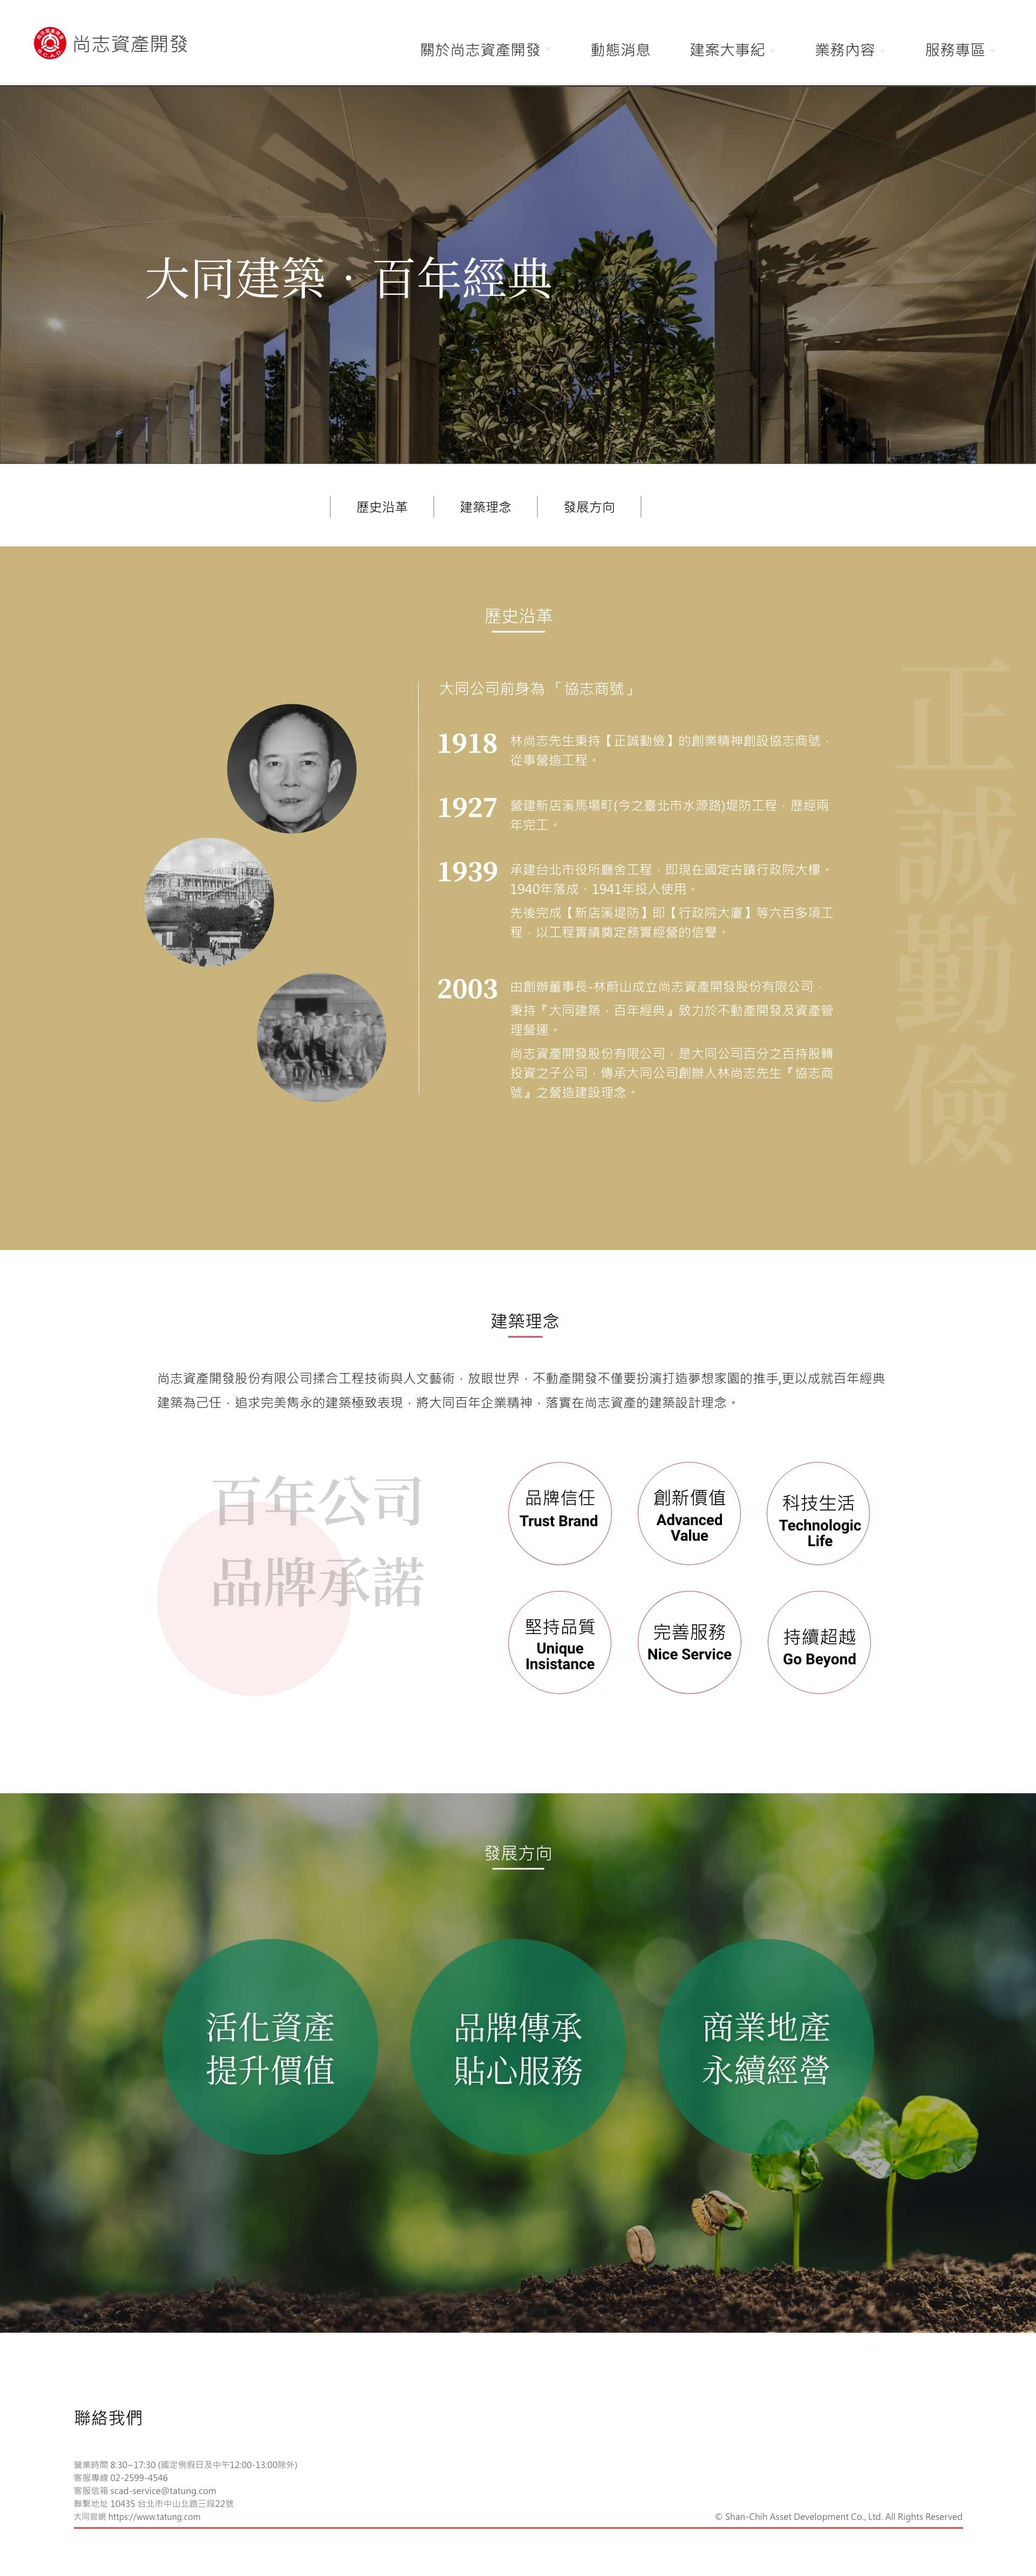 尚志資產開發
關於尚志資產開發
動態消息
建案大事紀
業務內容
服務專區
大同建築．百年經典
歷史沿革
建築理念
發展方向
歷史沿革
大同公司前身為「協志商號」
1918
林尚志先生秉持【正誠勤儉】的創業精神創設協志商號，
從事營造工程。
1927
營建新店溪馬場町(今之臺北市水源路)堤防工程，歷經兩
年完工。
1939
承建台北市役所廳舍工程，即現在國定古蹟行政院大樓。
1940年落成、1941年投入使用。
先後完成【新店溪堤防】即【行政院大廈】等六百多項工
程，以工程實績奠定務實經營的信譽。
2003
由創辦董事長-林蔚山成立尚志資產開發股份有限公司，
秉持『大同建築，百年經典』致力於不動產開發及資產管
理營運。
尚志資產開發股份有限公司，是大同公司百分之百持股轉
投資之子公司，傳承大同公司創辦人林尚志先生『協志商
號』之營造建設理念。
正誠勤儉
建築理念
尚志資產開發股份有限公司揉合工程技術與人文藝術，放眼世界，不動產開發不僅要扮演打造夢想家園的推手,更以成就百年經典
建築為己任，追求完美雋永的建築極致表現，將大同百年企業精神，落實在尚志資產的建築設計理念。
百年公司
品牌承諾
品牌信任
Trust Brand
創新價值
Advanced
Value
科技生活
Technologic
Life
堅持品質
Unique
Insistance
完善服務
Nice Service
持續超越
Go Beyond
發展方向
活化資產
提升價值
品牌傳承
貼心服務
商業地產
永續經營
聯絡我們
營業時間 8:30~17:30 (國定例假日及中午12:00-13:00除外)
客服專線 02-2599-4546
客服信箱 scad-service@tatung.com
聯繫地址 10435 台北市中山北路三段22號
大同官網 https://www.tatung.com
© Shan-Chih Asset Development Co., Ltd. All Rights Reserved